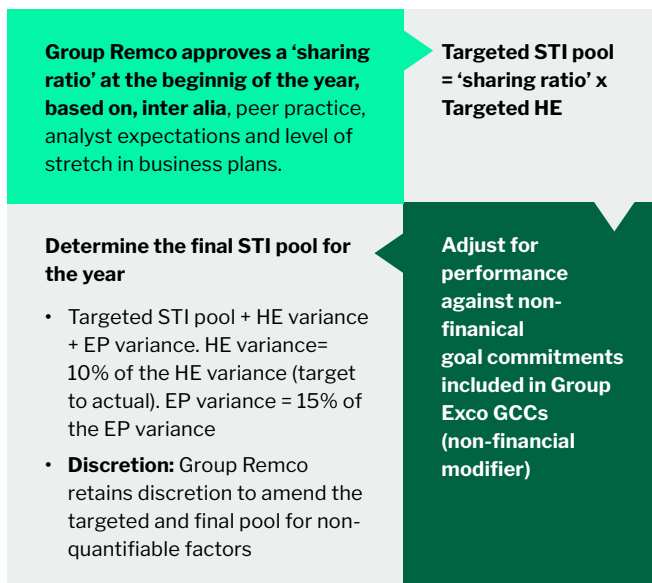 Group Remco approves a ‘sharing
ratio’ at the beginnig of the year,
based on, inter alia, peer practice,
analyst expectations and level of
stretch in business plans.
Targeted STI pool
= ‘sharing ratio’ x
Targeted HE
Adjust for
performance
against non-
finanical
goal commitments
included in Group
Exco GCCs
(non-financial
modifier)
Determine the final STI pool for
the year
• Targeted STI pool + HE variance
+ EP variance. HE variance=
10% of the HE variance (target
to actual). EP variance = 15% of
the EP variance
• Discretion: Group Remco
retains discretion to amend the
targeted and final pool for non-
quantifiable factors